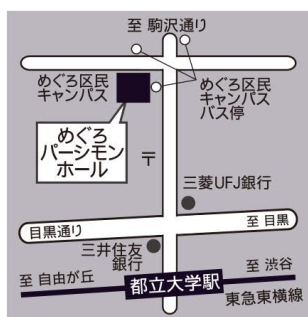 至 駒沢通り
めぐろ区民
キャンパス
めぐろ区民
キャンパス
バス停
めぐろ
パーシモン
ホール
〒
三菱UFJ銀行
目黒通り
至 目黒
三井住友
銀行
至 自由が丘
都立大学駅
至 渋谷
東急東横線